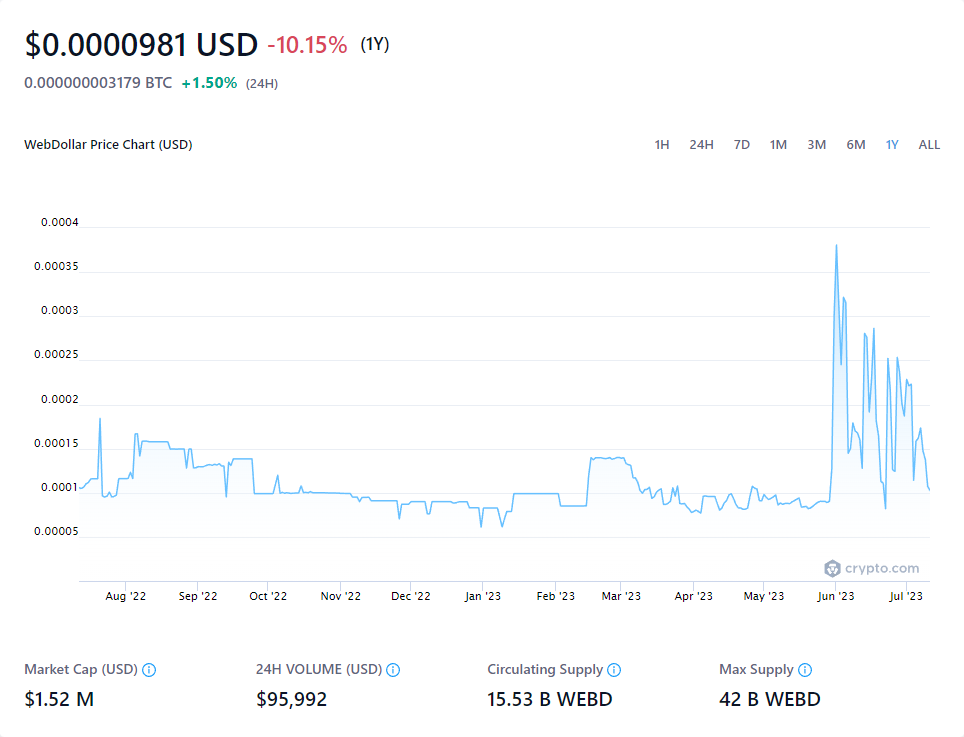 $0.0000981 USD -10.15% (1Y)
0.000000003179 BTC +1.50% (24H)
WebDollar Price Chart (USD) 1H 24H 7D 1M 3M 6M 1Y ALL
0.0004
0.00035
0.0003
0.00025
0.0002
0.00015
0.0001
0.00005
crypto.com
Aug '22 Sep '22 Oct '22 Nov '22 Dec '22 Jan '23 Feb '23 Mar '23 Apr '23 May '23 Jun '23 Jul '23
Market Cap (USD) 24H VOLUME (USD) Circulating Supply Max Supply
$1.52 M $95,992 15.53 B WEBD 42 B WEBD